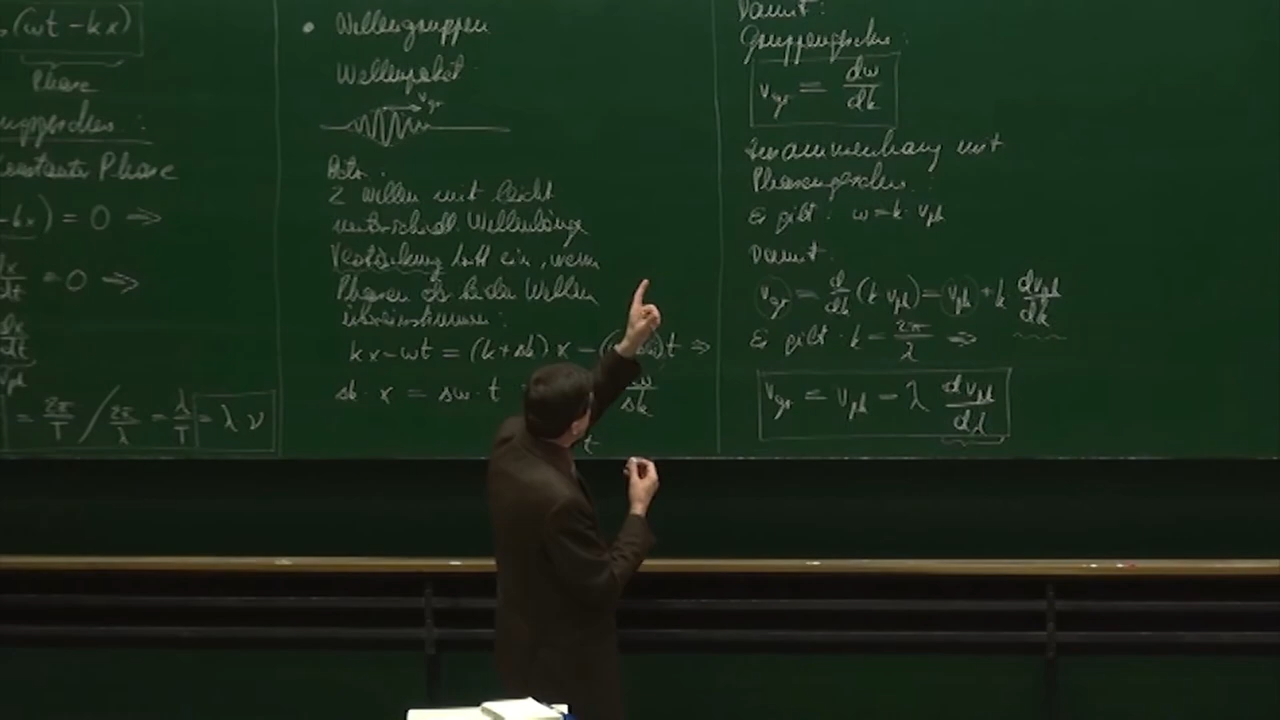 (ωt - kx)
Phase
Konstante Phase
- kx) = 0 ⇒
dx/dt = 0 ⇒
dx/dt
= 2π/T / 2π/λ = λ/T = λ ν
• Wellengruppen
Wellenpaket
v_gr
2 Wellen mit leicht
unterschiedl. Wellenlänge
Verstärkung tritt ein, wenn
Phasen der beiden Wellen
übereinstimmen:
kx - ωt = (k + δk) x - ( )t ⇒
δk · x = δω · t
δω/δk
Damit:
Gruppengeschw.:
v_gr = dω/dk
Zusammenhang mit
Phasengeschw.:
Es gilt: ω = k · v_ph
Damit:
v_gr = d/dk (k v_ph) = v_ph + k dv_ph/dk
Es gilt: k = 2π/λ ⇒
v_gr = v_ph - λ dv_ph/dλ